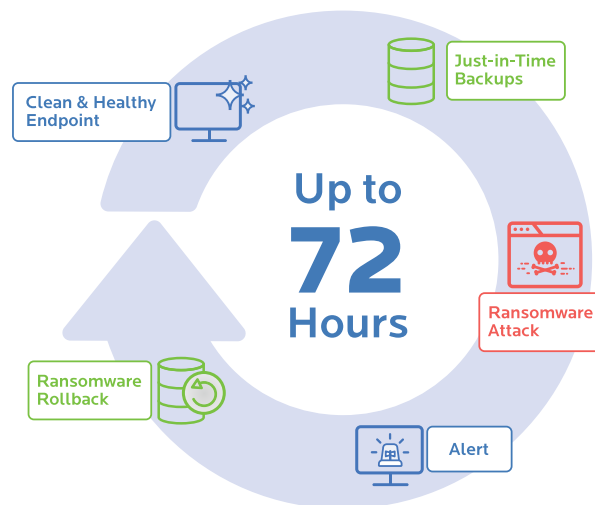 Clean & Healthy
Endpoint
Just-in-Time
Backups
Up to
72
Hours
Ransomware
Attack
Alert
Ransomware
Rollback